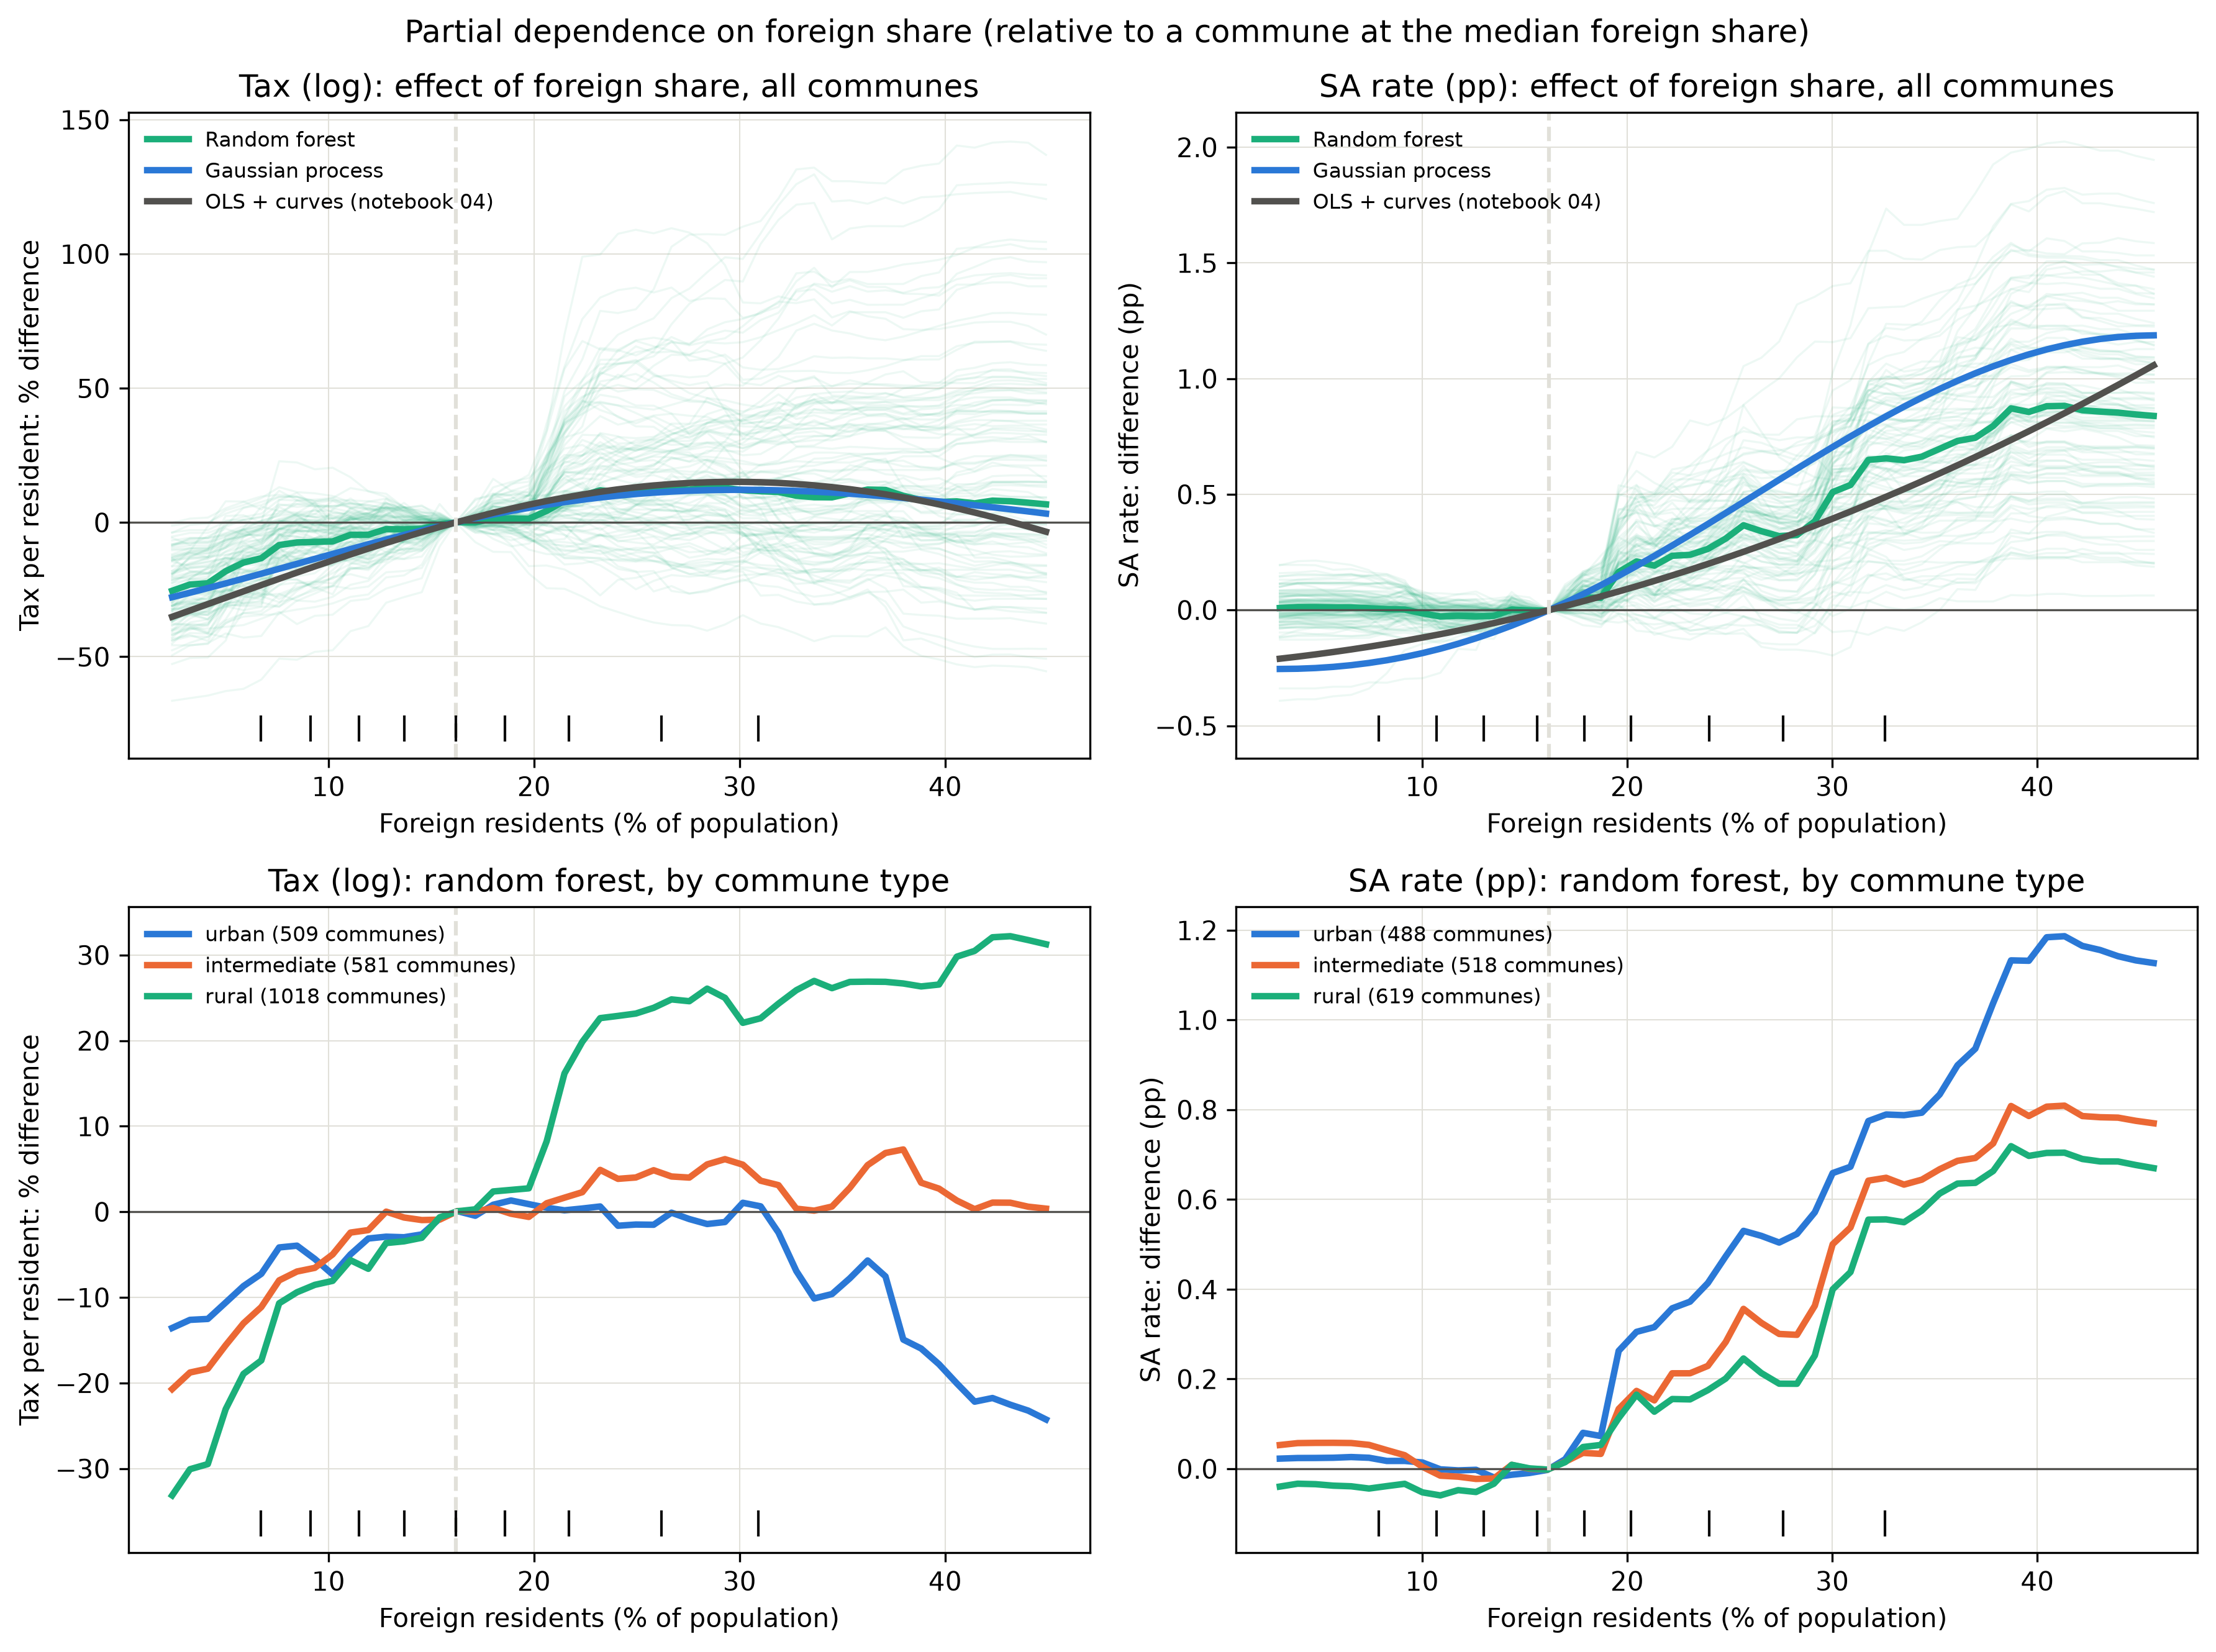 Partial dependence on foreign share (relative to a commune at the median foreign share)
Tax (log): effect of foreign share, all communes
150
100
50
0
−50
Tax per resident: % difference
Random forest
Gaussian process
OLS + curves (notebook 04)
10 20 30 40
Foreign residents (% of population)
SA rate (pp): effect of foreign share, all communes
2.0
1.5
1.0
0.5
0.0
−0.5
SA rate: difference (pp)
Random forest
Gaussian process
OLS + curves (notebook 04)
10 20 30 40
Foreign residents (% of population)
Tax (log): random forest, by commune type
30
20
10
0
−10
−20
−30
Tax per resident: % difference
urban (509 communes)
intermediate (581 communes)
rural (1018 communes)
10 20 30 40
Foreign residents (% of population)
SA rate (pp): random forest, by commune type
1.2
1.0
0.8
0.6
0.4
0.2
0.0
SA rate: difference (pp)
urban (488 communes)
intermediate (518 communes)
rural (619 communes)
10 20 30 40
Foreign residents (% of population)